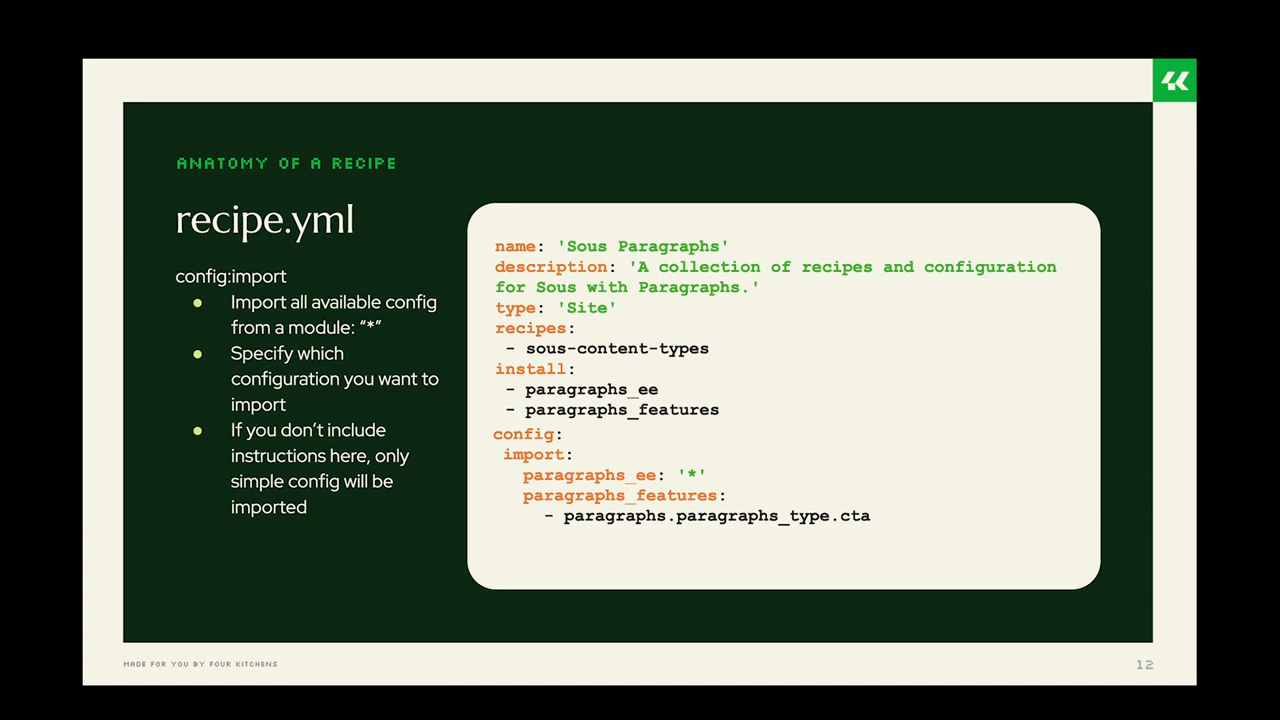 ANATOMY OF A RECIPE
recipe.yml
config:import
● Import all available config
from a module: “*”
● Specify which
configuration you want to
import
● If you don’t include
instructions here, only
simple config will be
imported
name: 'Sous Paragraphs'
description: 'A collection of recipes and configuration
for Sous with Paragraphs.'
type: 'Site'
recipes:
- sous-content-types
install:
- paragraphs_ee
- paragraphs_features
config:
import:
paragraphs_ee: '*'
paragraphs_features:
- paragraphs.paragraphs_type.cta
MADE FOR YOU BY FOUR KITCHENS
12